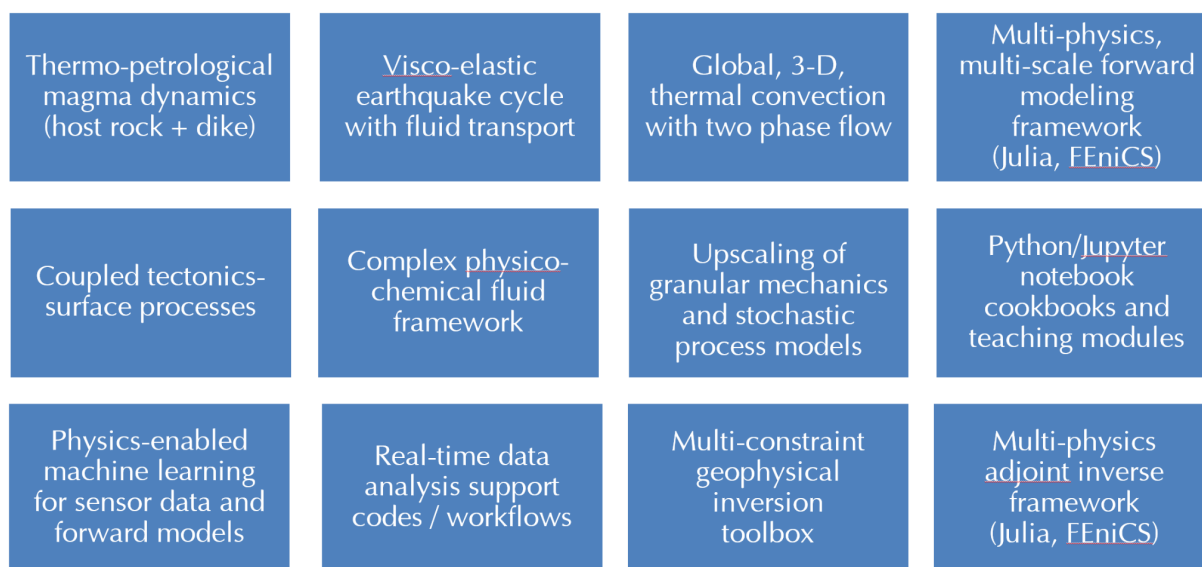 Thermo-petrological
magma dynamics
(host rock + dike)
Visco-elastic
earthquake cycle
with fluid transport
Global, 3-D,
thermal convection
with two phase flow
Multi-physics,
multi-scale forward
modeling
framework
(Julia, FEniCS)
Coupled tectonics-
surface processes
Complex physico-
chemical fluid
framework
Upscaling of
granular mechanics
and stochastic
process models
Python/Jupyter
notebook
cookbooks and
teaching modules
Physics-enabled
machine learning
for sensor data and
forward models
Real-time data
analysis support
codes / workflows
Multi-constraint
geophysical
inversion
toolbox
Multi-physics
adjoint inverse
framework
(Julia, FEniCS)